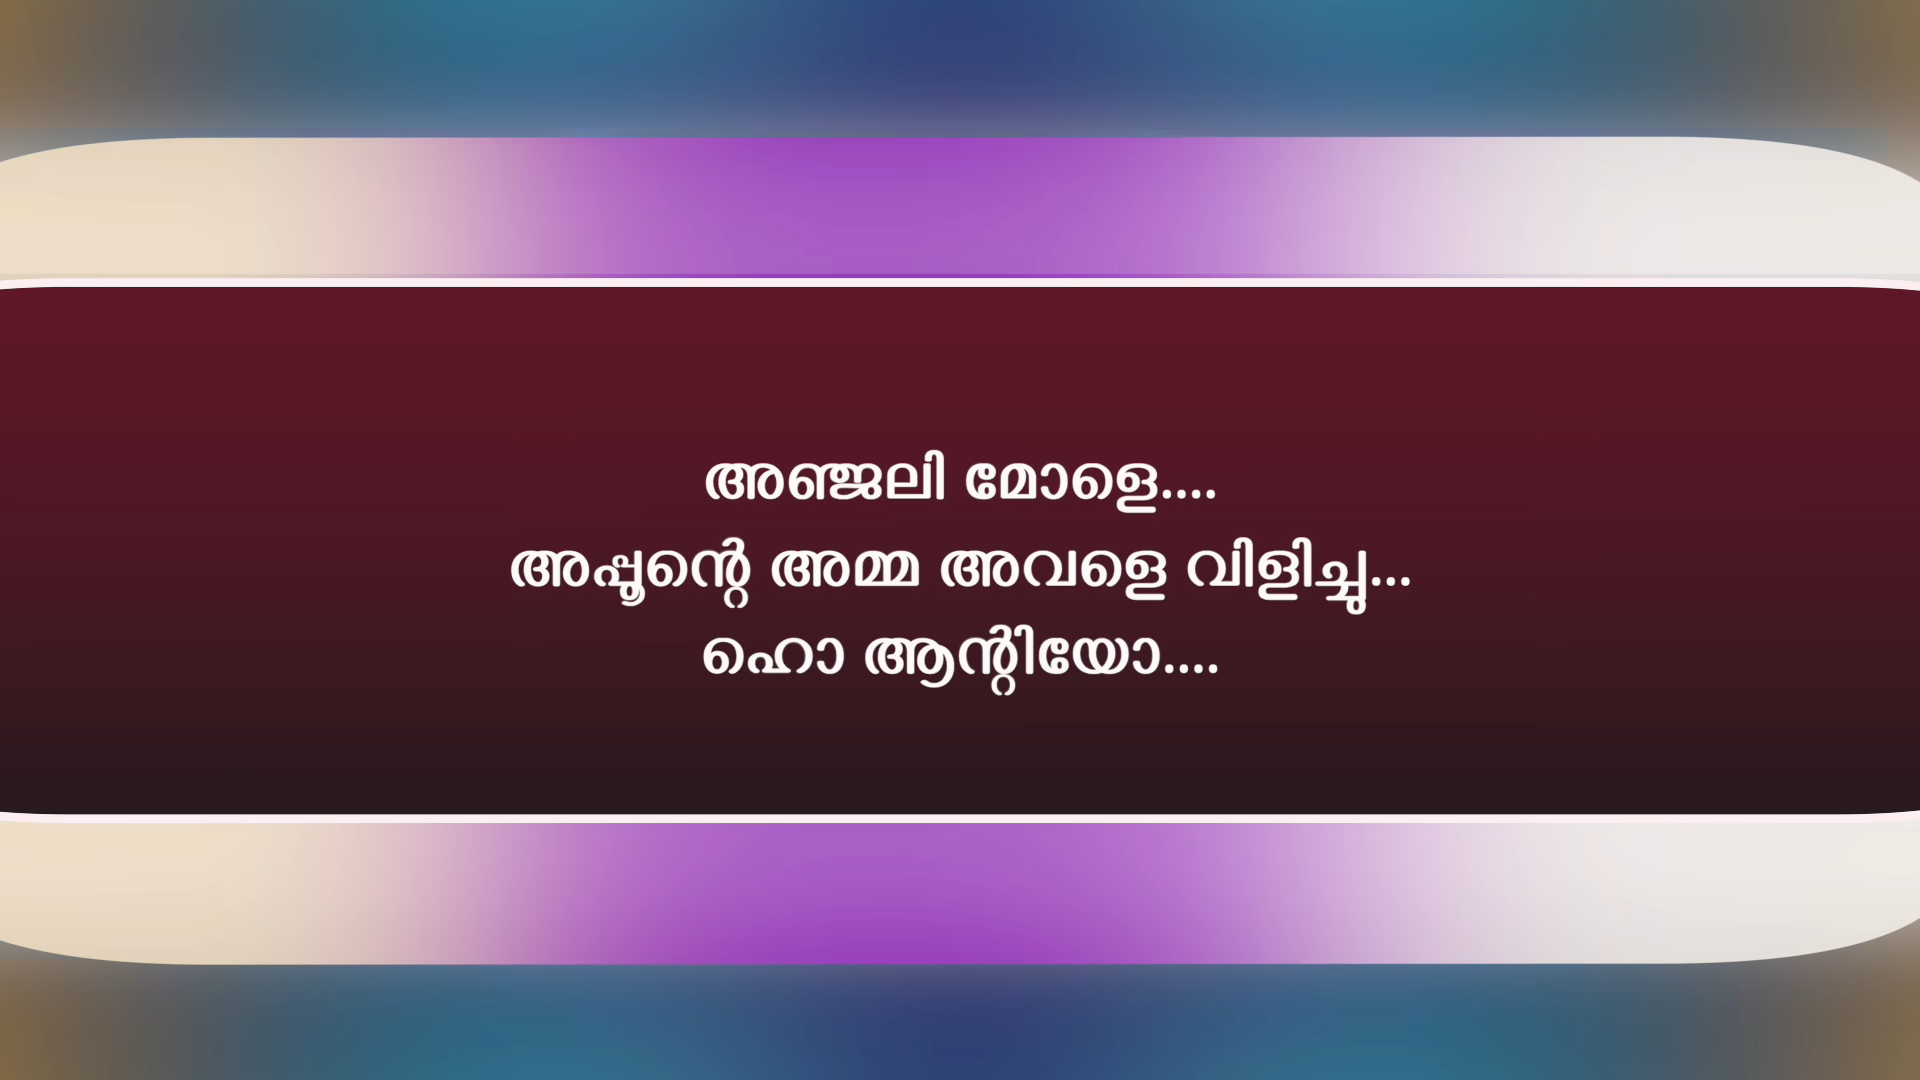 അഞ്ജലി മോളെ....
അപ്പൂന്റെ അമ്മ അവളെ വിളിച്ചു...
ഹൊ ആന്റിയോ....